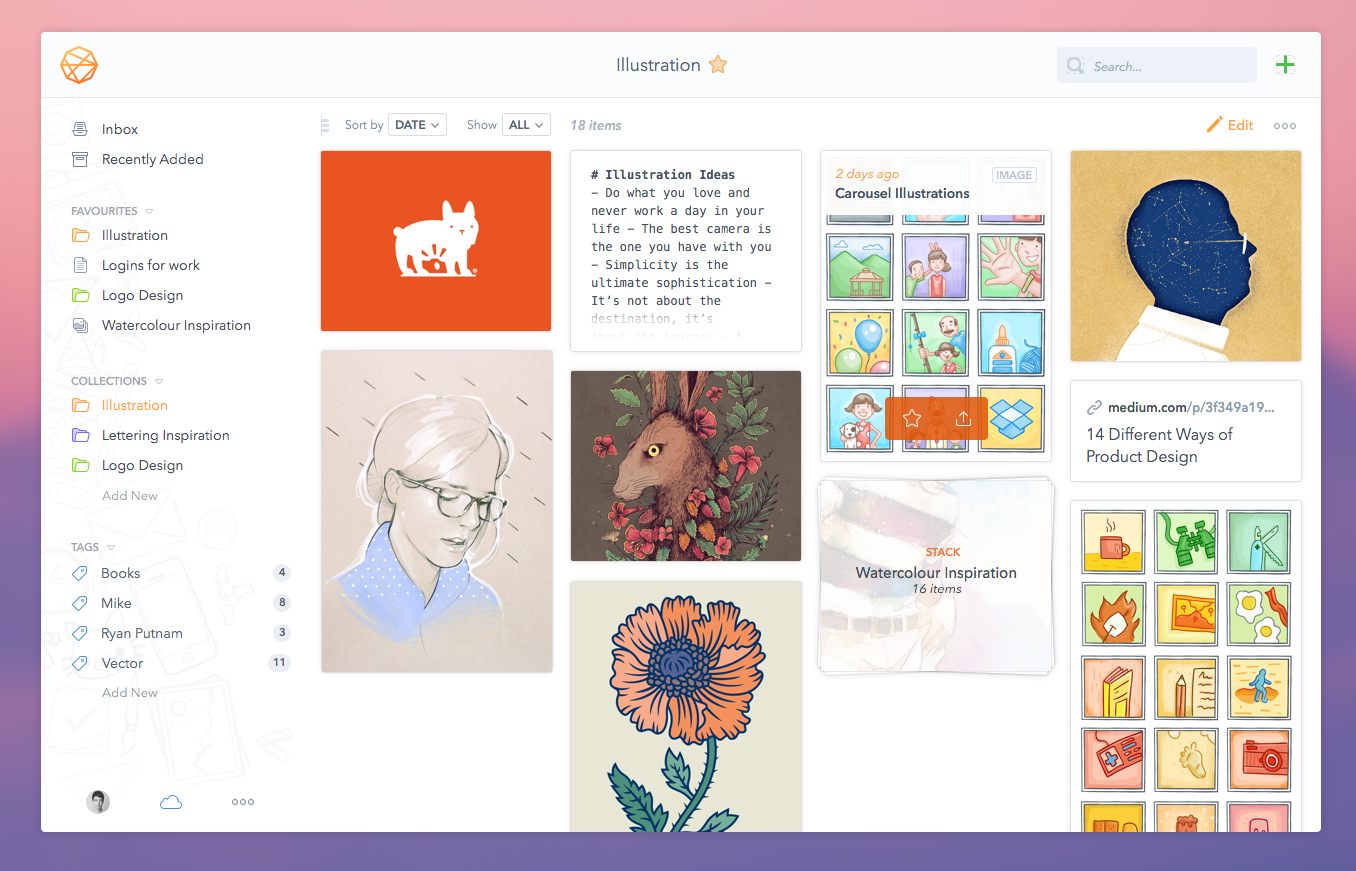 Illustration
Search...
Inbox
Recently Added
FAVOURITES
Illustration
Logins for work
Logo Design
Watercolour Inspiration
COLLECTIONS
Illustration
Lettering Inspiration
Logo Design
Add New
TAGS
Books 4
Mike 8
Ryan Putnam 3
Vector 11
Add New
Sort by DATE Show ALL 18 items
Edit
# Illustration Ideas
– Do what you love and
never work a day in your
life – The best camera is
the one you have with you
– Simplicity is the
ultimate sophistication –
It’s not about the
destination, it’s
about the journey – A
2 days ago
IMAGE
Carousel Illustrations
STACK
Watercolour Inspiration
16 items
medium.com/p/3f349a19...
14 Different Ways of
Product Design